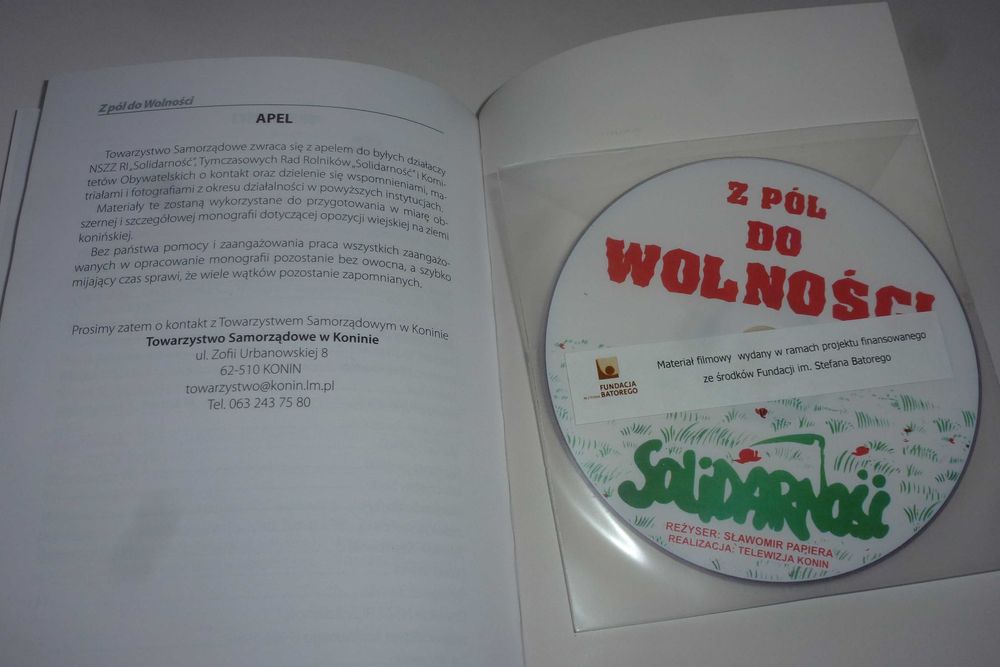 Z pól do Wolności
APEL
Towarzystwo Samorządowe zwraca się z apelem do byłych działaczy
NSZZ RI „Solidarność”, Tymczasowych Rad Rolników „Solidarność” i Komi-
tetów Obywatelskich o kontakt oraz dzielenie się wspomnieniami, ma-
triałami i fotografiami z okresu działalności w powyższych instytucjach.
Materiały te zostaną wykorzystane do przygotowania w miarę ob-
szernej i szczegółowej monografii dotyczącej opozycji wiejskiej na ziemi
konińskiej.
Bez państwa pomocy i zaangażowania praca wszystkich zaangażo-
wanych w opracowanie monografii pozostanie bez owocna, a szybko
mijający czas sprawi, że wiele wątków pozostanie zapomnianych.
Prosimy zatem o kontakt z Towarzystwem Samorządowym w Koninie
Towarzystwo Samorządowe w Koninie
ul. Zofii Urbanowskiej 8
62-510 KONIN
towarzystwo@konin.lm.pl
Tel. 063 243 75 80
Z PÓL
DO
WOLNOŚCI
Materiał filmowy wydany w ramach projektu finansowanego
ze środków Fundacji im. Stefana Batorego
FUNDACJA
BATOREGO
SOLIDARNOŚĆ
REŻYSER: SŁAWOMIR PAPIERA
REALIZACJA: TELEWIZJA KONIN